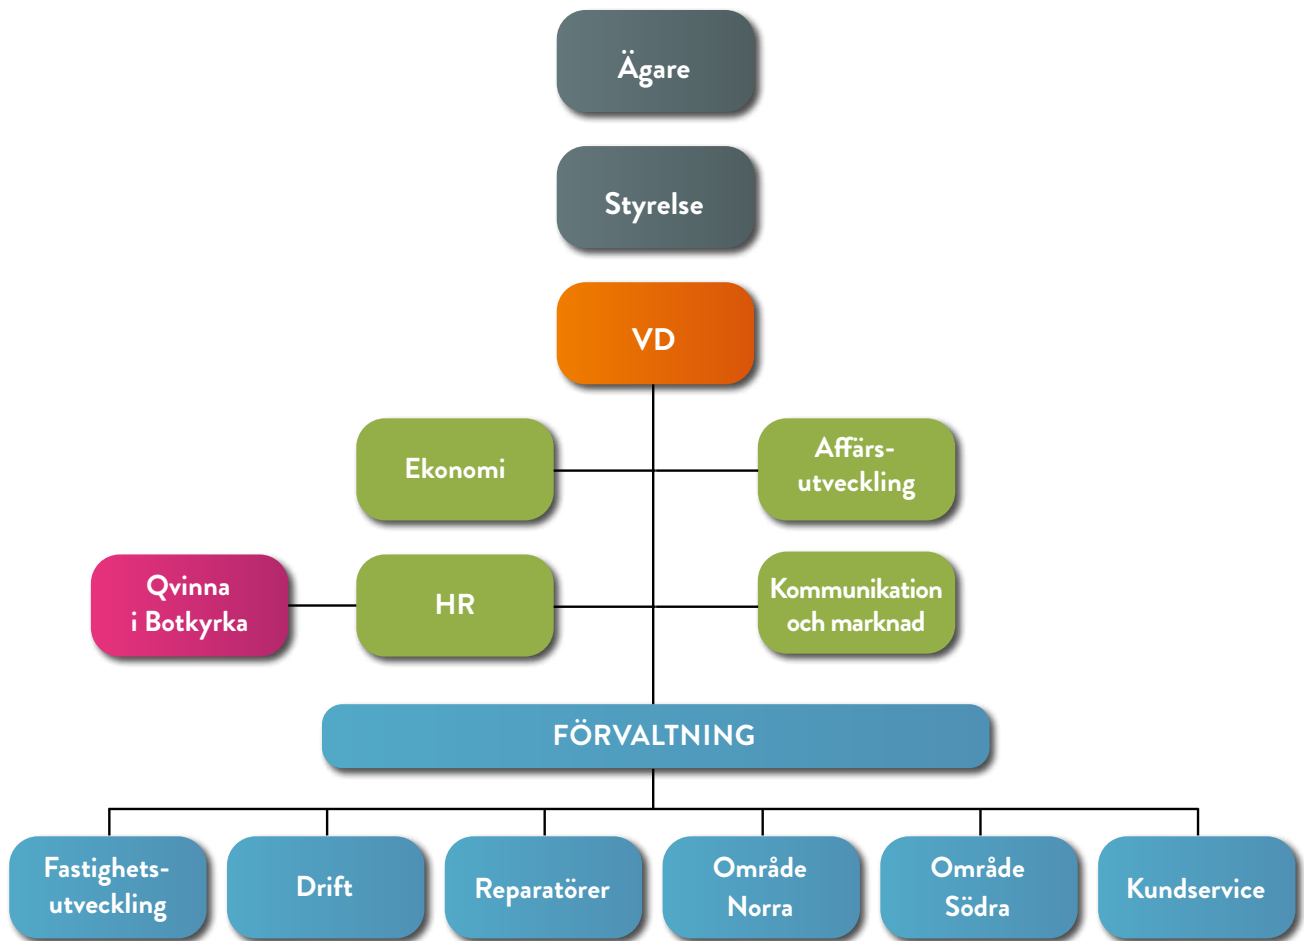 Ägare
Styrelse
VD
Ekonomi
Affärs-
utveckling
Qvinna
i Botkyrka
HR
Kommunikation
och marknad
FÖRVALTNING
Fastighets-
utveckling
Drift
Reparatörer
Område
Norra
Område
Södra
Kundservice